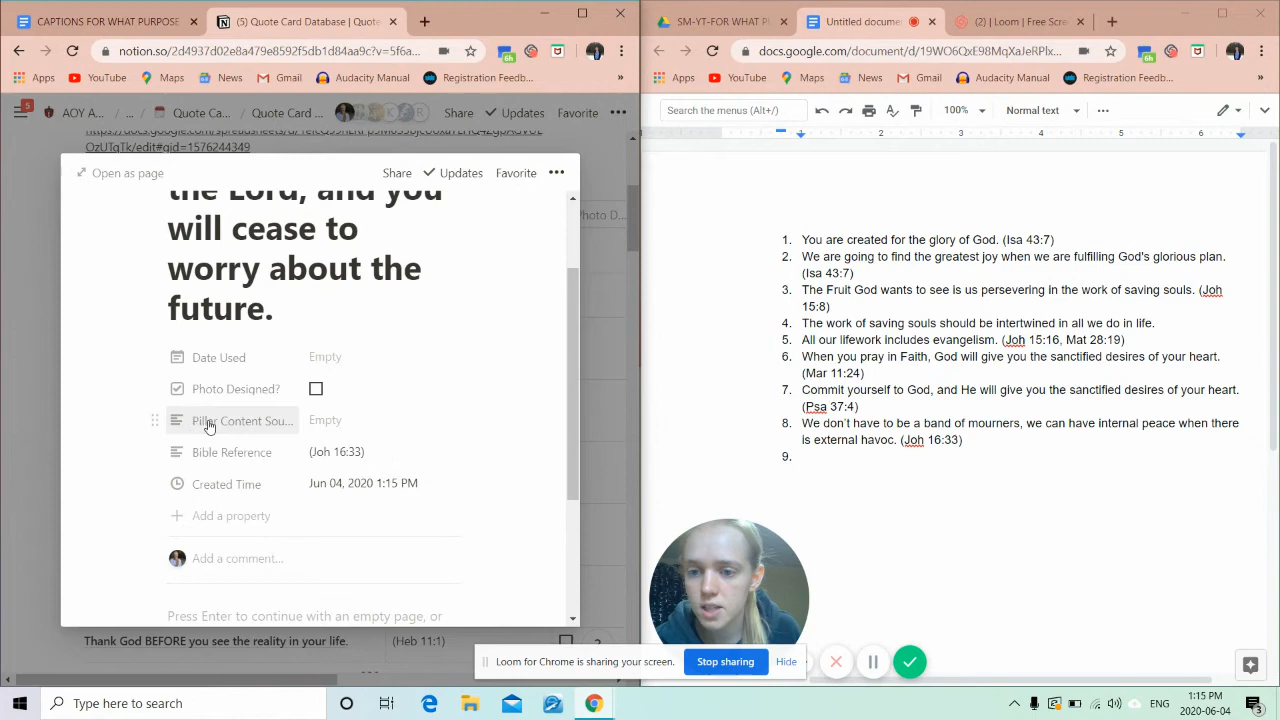 CAPTIONS FOR WHAT PURPOSE
(5) Quote Card Database | Quote
SM-YT-FOR WHAT P
Untitled document
(2) | Loom | Free Scree
notion.so/2d4937d02e8a479e8592f5db1d84aa9c?v=5f6a...
6h
docs.google.com/document/d/19WO6QxE9BMqXaJeRPlx...
6h
Apps
YouTube
Maps
News
Gmail
Audacity Manual
Registration Feedb...
»
Apps
YouTube
Maps
News
Gmail
Audacity Manual
Registration Feedb...
»
5
AOY A...
/
...
/
Quote Ca...
/
Quote Card...
R
Share
Updates
Favorite
Search the menus (Alt+/)
100%
Normal text
1
2
3
4
5
6
O20TqTk/edit#gid=1576244349
Open as page
Share
Updates
Favorite
Photo D...
the Lord, and you
will cease to
worry about the
future.
Date Used
Empty
Photo Designed?
Pillar Content Sou...
Empty
Bible Reference
(Joh 16:33)
Created Time
Jun 04, 2020 1:15 PM
Add a property
Add a comment...
Press Enter to continue with an empty page, or
Thank God BEFORE you see the reality in your life.
(Heb 11:1)
1. You are created for the glory of God. (Isa 43:7)
2. We are going to find the greatest joy when we are fulfilling God's glorious plan.
(Isa 43:7)
3. The Fruit God wants to see is us persevering in the work of saving souls. (Joh
15:8)
4. The work of saving souls should be intertwined in all we do in life.
5. All our lifework includes evangelism. (Joh 15:16, Mat 28:19)
6. When you pray in Faith, God will give you the sanctified desires of your heart.
(Mar 11:24)
7. Commit yourself to God, and He will give you the sanctified desires of your heart.
(Psa 37:4)
8. We don't have to be a band of mourners, we can have internal peace when there
is external havoc. (Joh 16:33)
9.
Loom for Chrome is sharing your screen.
Stop sharing
Hide
Type here to search
ENG
1:15 PM
2020-06-04
3